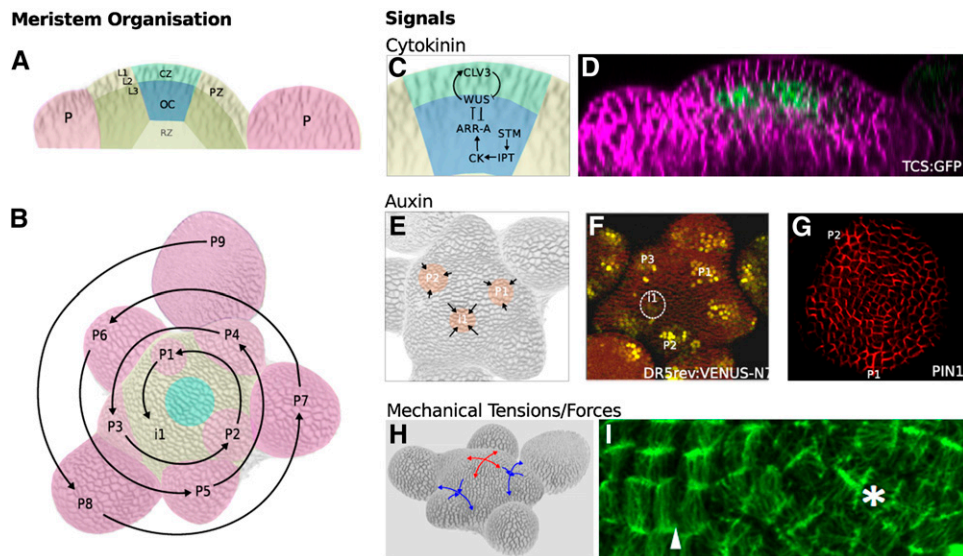 Meristem Organisation
A
L1
L2
L3
CZ
PZ
OC
RZ
P
P
B
P9
P6
P4
P1
P7
P3
i1
P2
P8
P5
Signals
Cytokinin
C
CLV3
WUS
ARR-A
STM
CK
IPT
D
TCS:GFP
Auxin
E
P2
P1
i1
F
P3
P1
i1
P2
DR5rev:VENUS-N7
G
P2
P1
PIN1
Mechanical Tensions/Forces
H
I
*